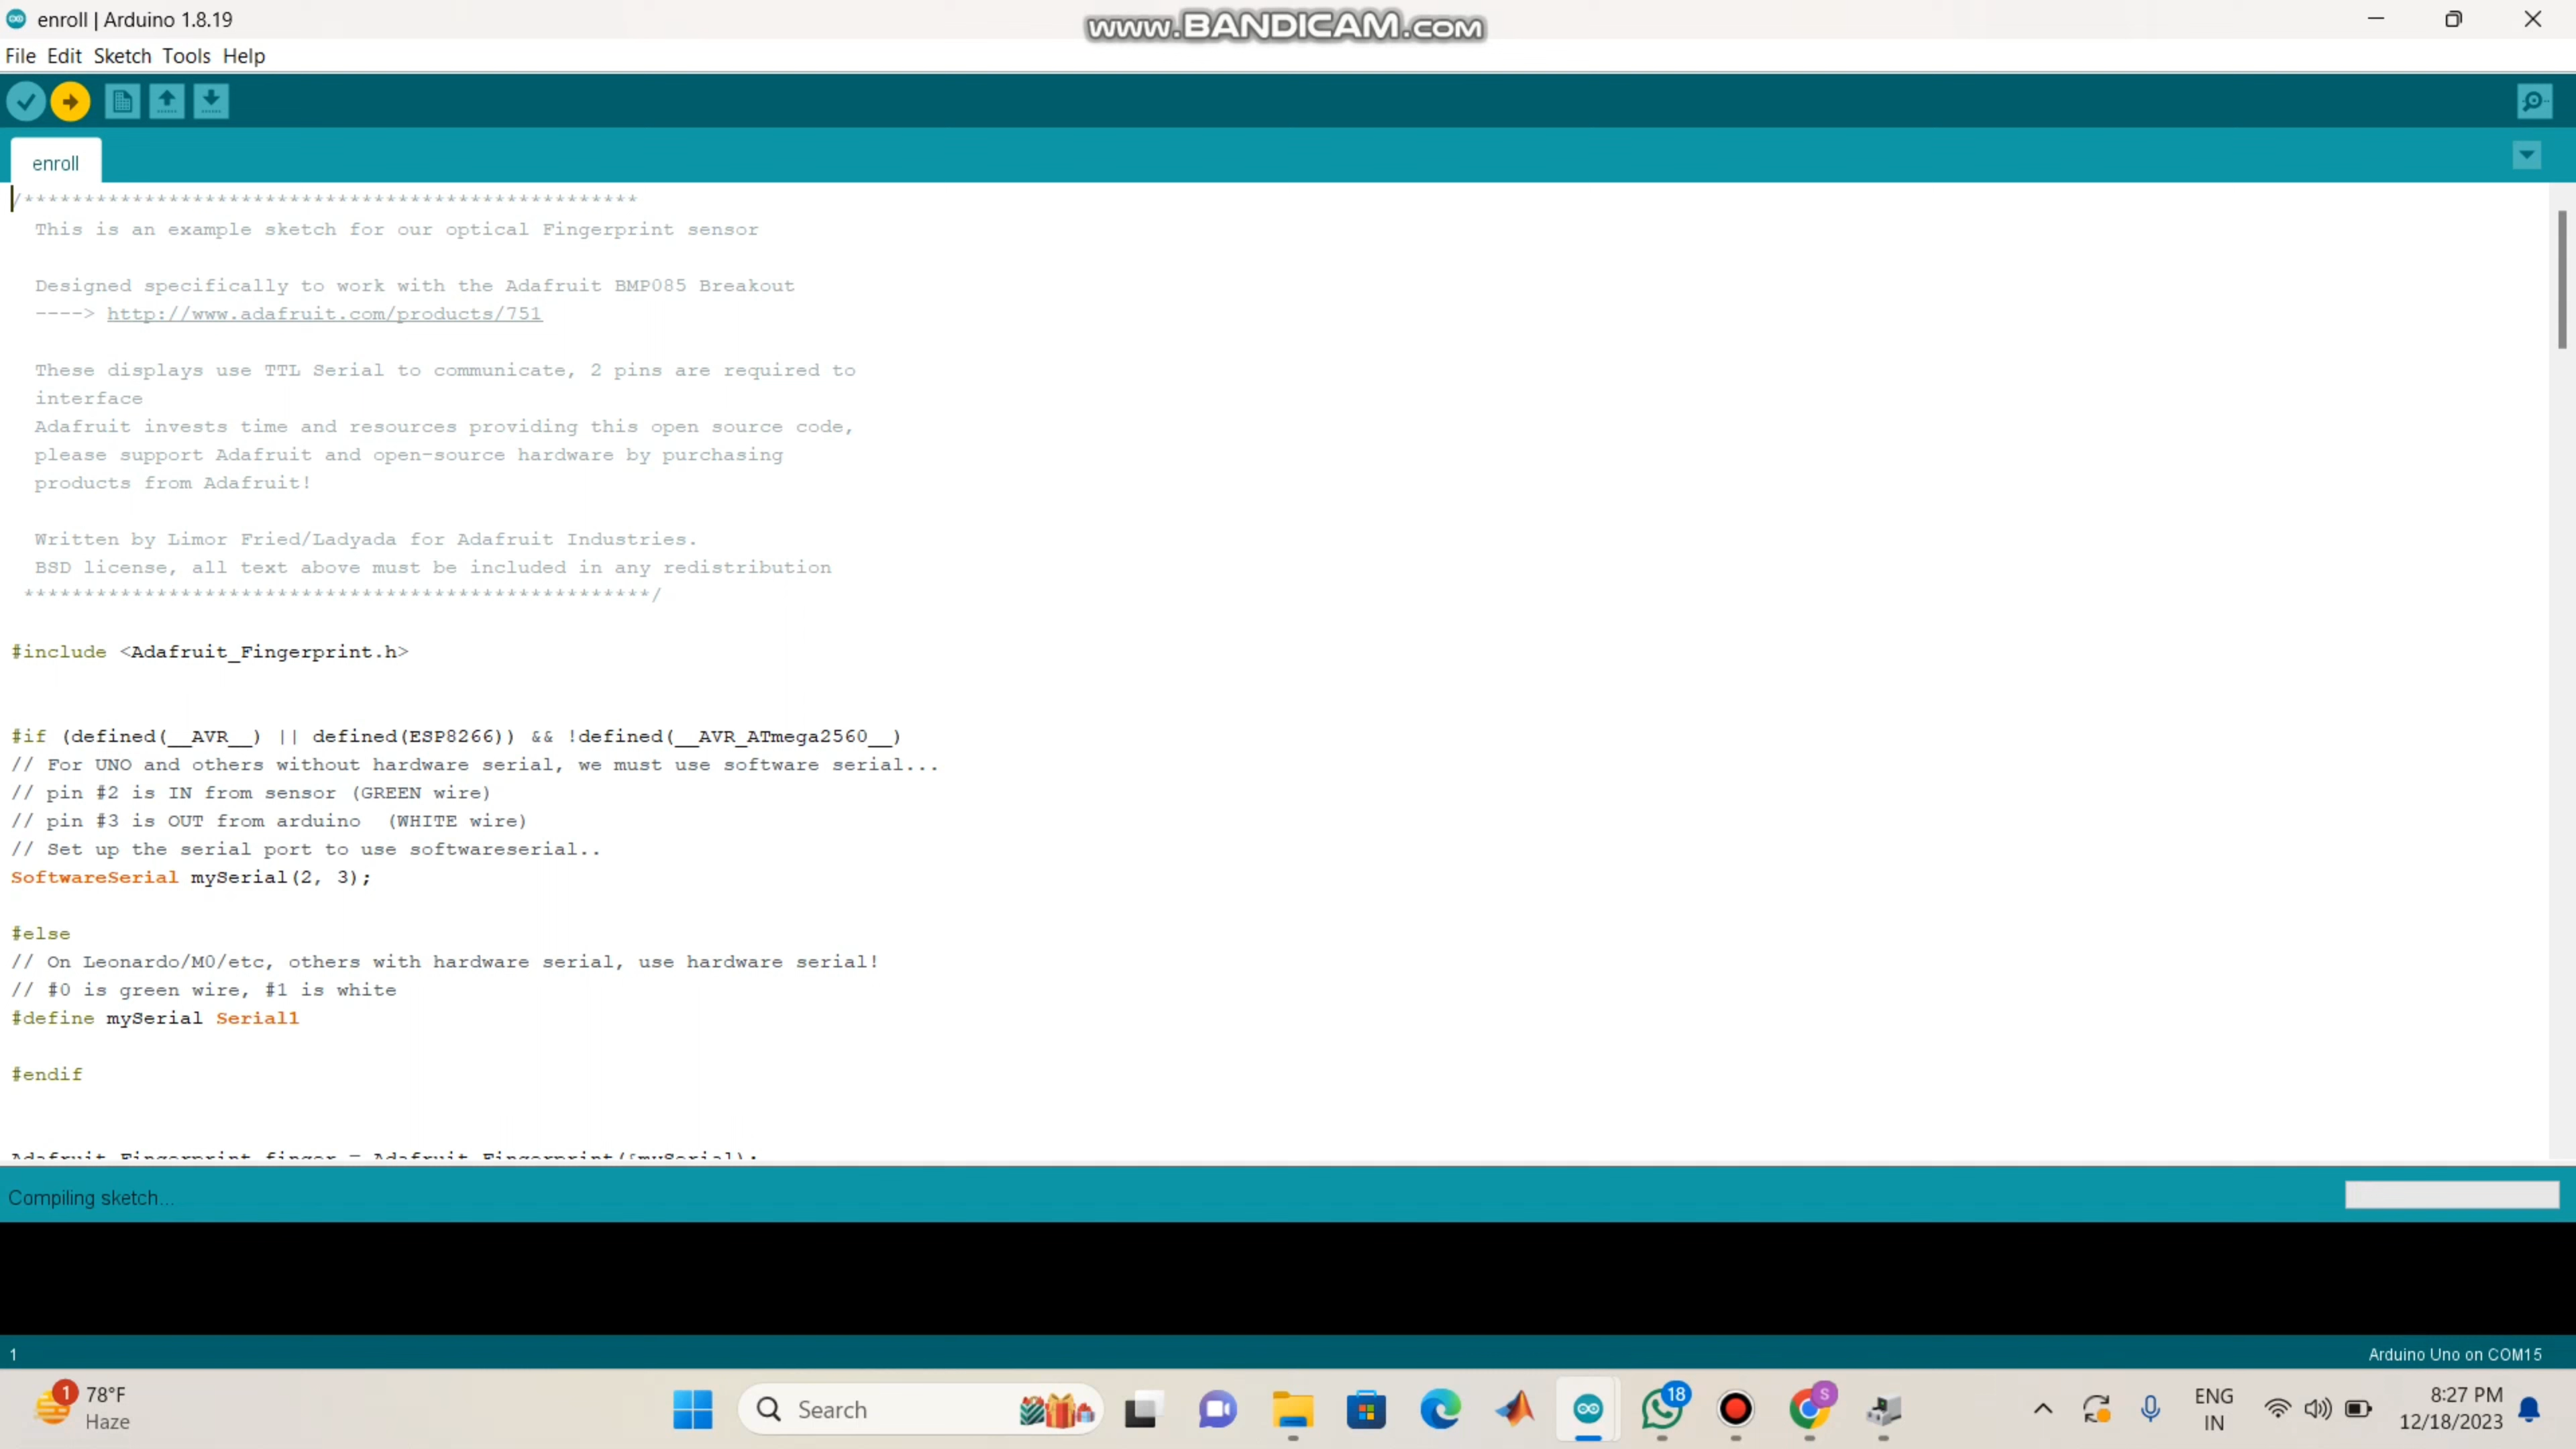 enroll | Arduino 1.8.19
www.BANDICAM.com
File Edit Sketch Tools Help
enroll
/***************************************************
This is an example sketch for our optical Fingerprint sensor
Designed specifically to work with the Adafruit BMP085 Breakout
----> http://www.adafruit.com/products/751
These displays use TTL Serial to communicate, 2 pins are required to
interface
Adafruit invests time and resources providing this open source code,
please support Adafruit and open-source hardware by purchasing
products from Adafruit!
Written by Limor Fried/Ladyada for Adafruit Industries.
BSD license, all text above must be included in any redistribution
****************************************************/
#include <Adafruit_Fingerprint.h>
#if (defined(__AVR__) || defined(ESP8266)) && !defined(__AVR_ATmega2560__)
// For UNO and others without hardware serial, we must use software serial...
// pin #2 is IN from sensor (GREEN wire)
// pin #3 is OUT from arduino  (WHITE wire)
// Set up the serial port to use softwareserial..
SoftwareSerial mySerial(2, 3);
#else
// On Leonardo/M0/etc, others with hardware serial, use hardware serial!
// #0 is green wire, #1 is white
#define mySerial Serial1
#endif
Adafruit_Fingerprint finger = Adafruit_Fingerprint(&mySerial);
Compiling sketch...
1
Arduino Uno on COM15
1
78°F
Haze
Search
18
S
ENG
IN
8:27 PM
12/18/2023